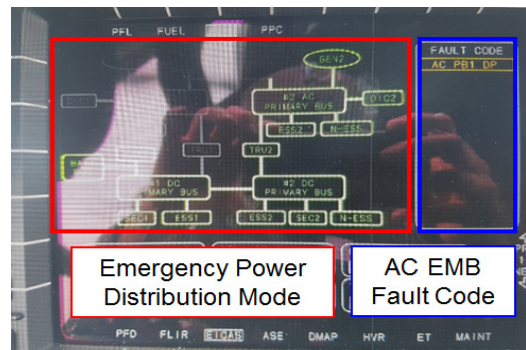 PFL FUEL PPC
FAULT CODE
AC PB1 DP
GEN2
#2 AC
PRIMARY BUS
ESS2 N-ESS
TRU1 TRU2
#1 DC
PRIMARY BUS
#2 DC
PRIMARY BUS
SEC1 ESS1 ESS2 SEC2 N-ESS
Emergency Power
Distribution Mode
AC EMB
Fault Code
PFD FLIR EICAS ASE DMAP HVR ET MAINT